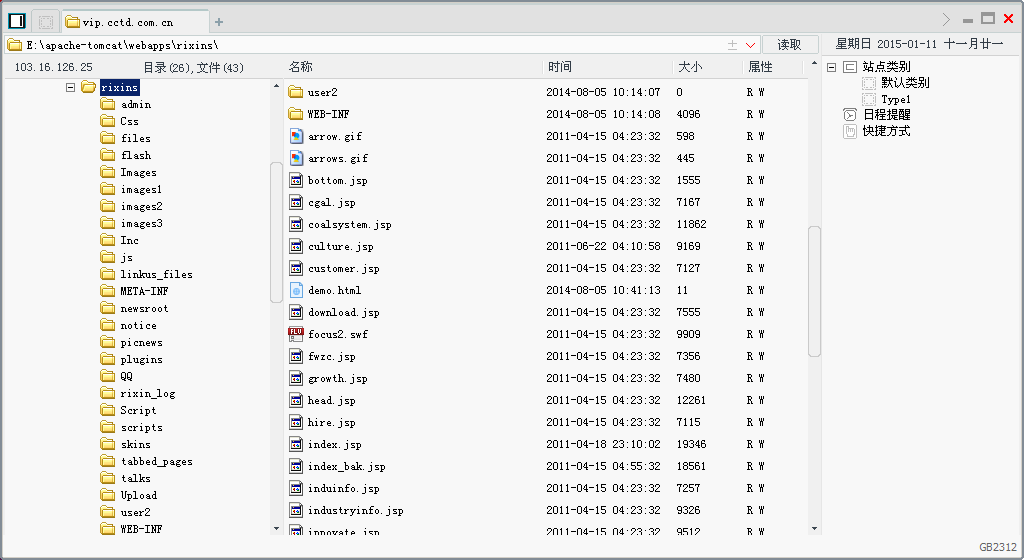 vip.cctd.com.cn
E:\apache-tomcat\webapps\rixins\ 读取 星期日 2015-01-11 十一月廿一
103.16.126.25 目录(26),文件(43)
rixins
admin
Css
files
flash
Images
images1
images2
images3
Inc
js
linkus_files
META-INF
newsroot
notice
picnews
plugins
QQ
rixin_log
Script
scripts
skins
tabbed_pages
talks
Upload
user2
WEB-INF
名称 时间 大小 属性
user2 2014-08-05 10:14:07 0 R W
WEB-INF 2014-08-05 10:14:08 4096 R W
arrow.gif 2011-04-15 04:23:32 598 R W
arrows.gif 2011-04-15 04:23:32 445 R W
bottom.jsp 2011-04-15 04:23:32 1555 R W
cgal.jsp 2011-04-15 04:23:32 7167 R W
coalsystem.jsp 2011-04-15 04:23:32 11862 R W
culture.jsp 2011-06-22 04:10:58 9169 R W
customer.jsp 2011-04-15 04:23:32 7127 R W
demo.html 2014-08-05 10:41:13 11 R W
download.jsp 2011-04-15 04:23:32 7555 R W
focus2.swf 2011-04-15 04:23:32 9909 R W
fwzc.jsp 2011-04-15 04:23:32 7356 R W
growth.jsp 2011-04-15 04:23:32 7480 R W
head.jsp 2011-04-15 04:23:32 12261 R W
hire.jsp 2011-04-15 04:23:32 7115 R W
index.jsp 2011-04-18 23:10:02 19346 R W
index_bak.jsp 2011-04-15 04:55:32 18561 R W
induinfo.jsp 2011-04-15 04:23:32 7257 R W
industryinfo.jsp 2011-04-15 04:23:32 9326 R W
innovate.jsp 2011-04-15 04:23:32 9512 R W
站点类别
默认类别
Type1
日程提醒
快捷方式
GB2312